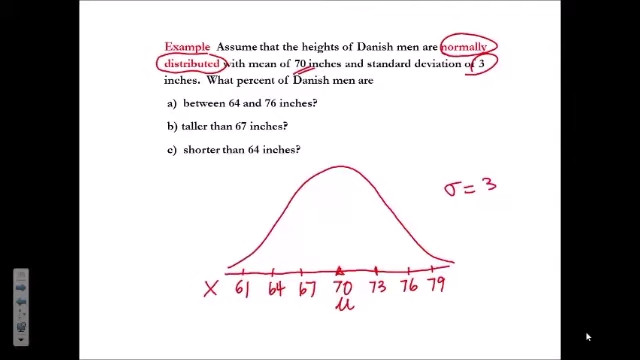 Example Assume that the heights of Danish men are normally
distributed with mean of 70 inches and standard deviation of 3
inches. What percent of Danish men are
a) between 64 and 76 inches?
b) taller than 67 inches?
c) shorter than 64 inches?
σ = 3
X 61 64 67 70 73 76 79
μ